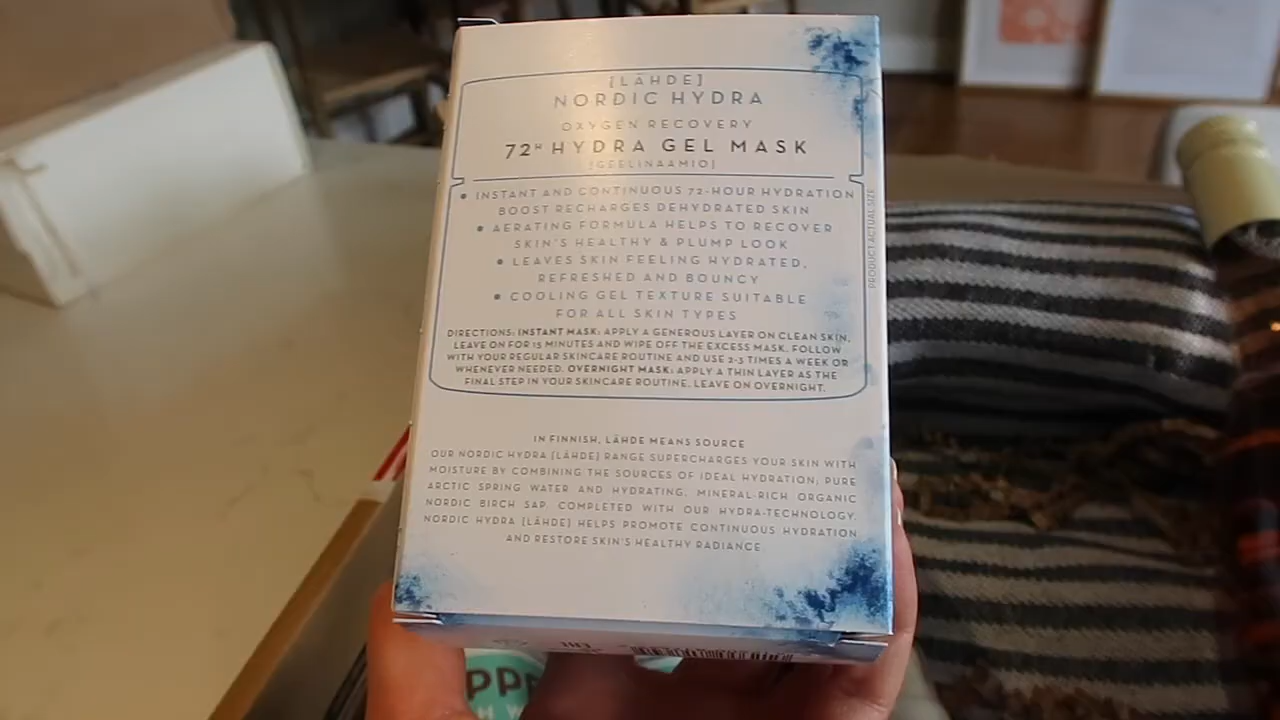 [LÄHDE]
NORDIC HYDRA
OXYGEN RECOVERY
72H HYDRA GEL MASK
[GEELINAAMIO]
• INSTANT AND CONTINUOUS 72-HOUR HYDRATION
BOOST RECHARGES DEHYDRATED SKIN
• AERATING FORMULA HELPS TO RECOVER
SKIN'S HEALTHY & PLUMP LOOK
• LEAVES SKIN FEELING HYDRATED,
REFRESHED AND BOUNCY
• COOLING GEL TEXTURE SUITABLE
FOR ALL SKIN TYPES
DIRECTIONS: INSTANT MASK: APPLY A GENEROUS LAYER ON CLEAN SKIN,
LEAVE ON FOR 15 MINUTES AND WIPE OFF THE EXCESS MASK. FOLLOW
WITH YOUR REGULAR SKINCARE ROUTINE AND USE 2-3 TIMES A WEEK OR
WHENEVER NEEDED. OVERNIGHT MASK: APPLY A THIN LAYER AS THE
FINAL STEP IN YOUR SKINCARE ROUTINE. LEAVE ON OVERNIGHT.
PRODUCT ACTUAL SIZE
IN FINNISH, LÄHDE MEANS SOURCE
OUR NORDIC HYDRA [LÄHDE] RANGE SUPERCHARGES YOUR SKIN WITH
MOISTURE BY COMBINING THE SOURCES OF IDEAL HYDRATION; PURE
ARCTIC SPRING WATER AND HYDRATING, MINERAL-RICH ORGANIC
NORDIC BIRCH SAP. COMPLETED WITH OUR HYDRA-TECHNOLOGY,
NORDIC HYDRA [LÄHDE] HELPS PROMOTE CONTINUOUS HYDRATION
AND RESTORE SKIN'S HEALTHY RADIANCE